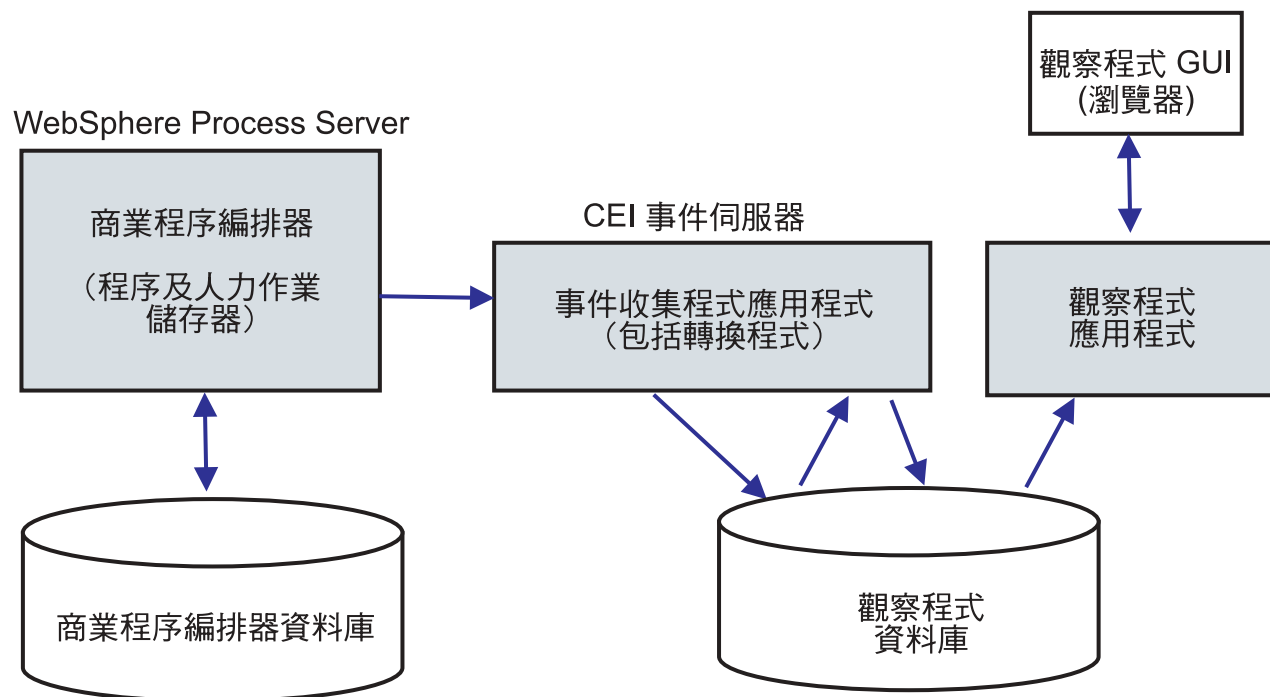 觀察程式 GUI
(瀏覽器)
WebSphere Process Server
商業程序編排器
（程序及人力作業
儲存器）
CEI 事件伺服器
事件收集程式應用程式
（包括轉換程式）
觀察程式
應用程式
商業程序編排器資料庫
觀察程式
資料庫